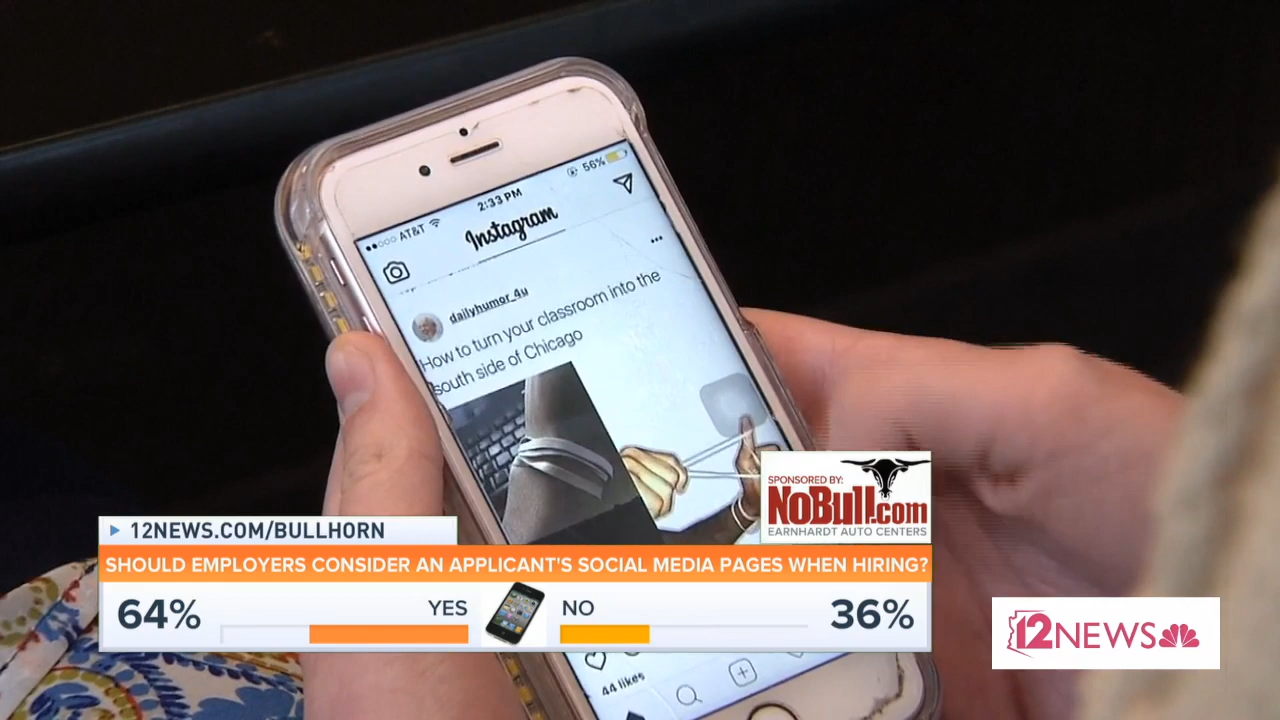 56%
2:33 PM
AT&T
Instagram
dailyhumor_4u
How to turn your classroom into the
south side of Chicago
SPONSORED BY:
NoBull.com
EARNHARDT AUTO CENTERS
12NEWS.COM/BULLHORN
SHOULD EMPLOYERS CONSIDER AN APPLICANT'S SOCIAL MEDIA PAGES WHEN HIRING?
64% YES NO 36%
12NEWS
44 likes